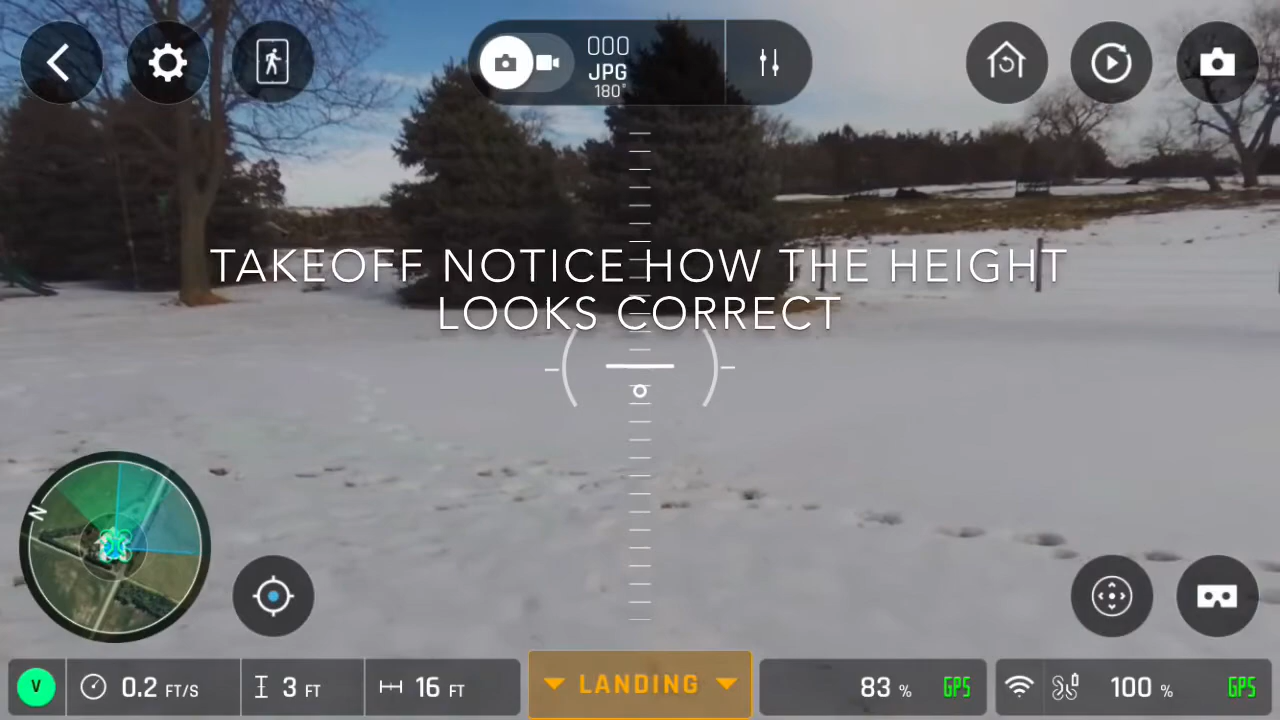 000
JPG
180°
TAKEOFF NOTICE HOW THE HEIGHT
LOOKS CORRECT
N
V
0.2 FT/S
3 FT
16 FT
LANDING
83 % GPS
100 % GPS